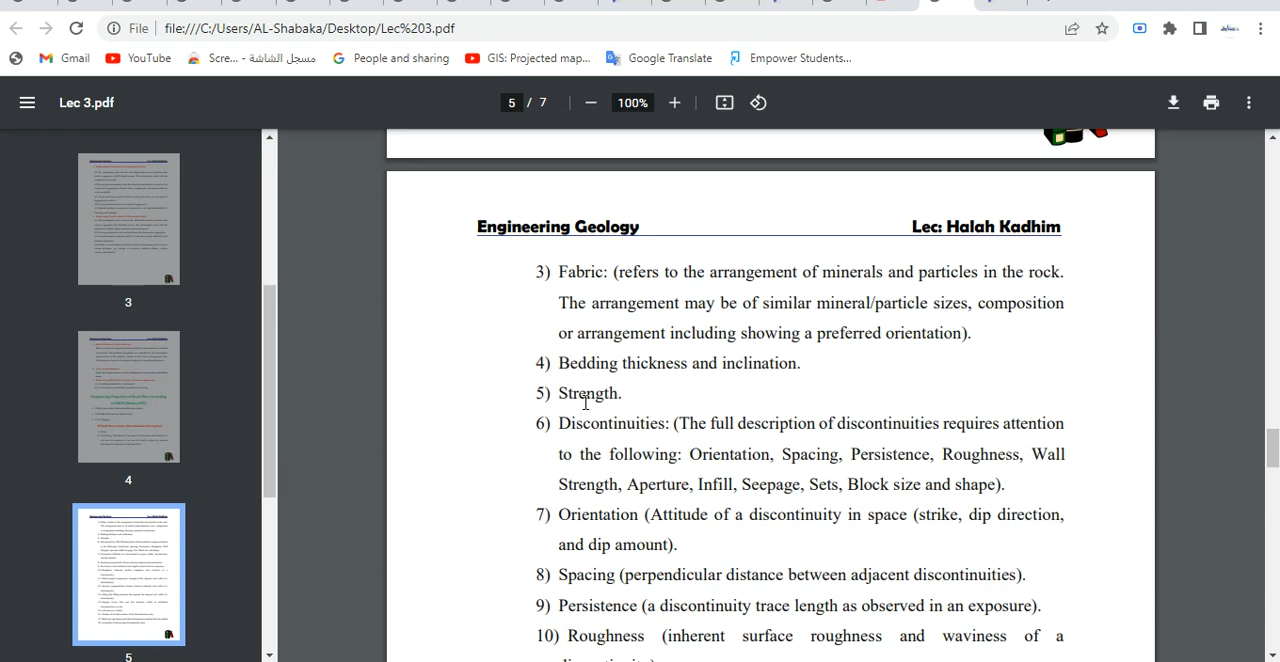 File file:///C:/Users/AL-Shabaka/Desktop/Lec%203.pdf
Gmail YouTube Scre... - مسجل الشاشة People and sharing GIS: Projected map... Google Translate Empower Students...
Lec 3.pdf 5 / 7 100%
3
4
5
Engineering Geology Lec: Halah Kadhim
3) Fabric: (refers to the arrangement of minerals and particles in the rock.
The arrangement may be of similar mineral/particle sizes, composition
or arrangement including showing a preferred orientation).
4) Bedding thickness and inclination.
5) Strength.
6) Discontinuities: (The full description of discontinuities requires attention
to the following: Orientation, Spacing, Persistence, Roughness, Wall
Strength, Aperture, Infill, Seepage, Sets, Block size and shape).
7) Orientation (Attitude of a discontinuity in space (strike, dip direction,
and dip amount).
8) Spacing (perpendicular distance between adjacent discontinuities).
9) Persistence (a discontinuity trace length as observed in an exposure).
10) Roughness (inherent surface roughness and waviness of a